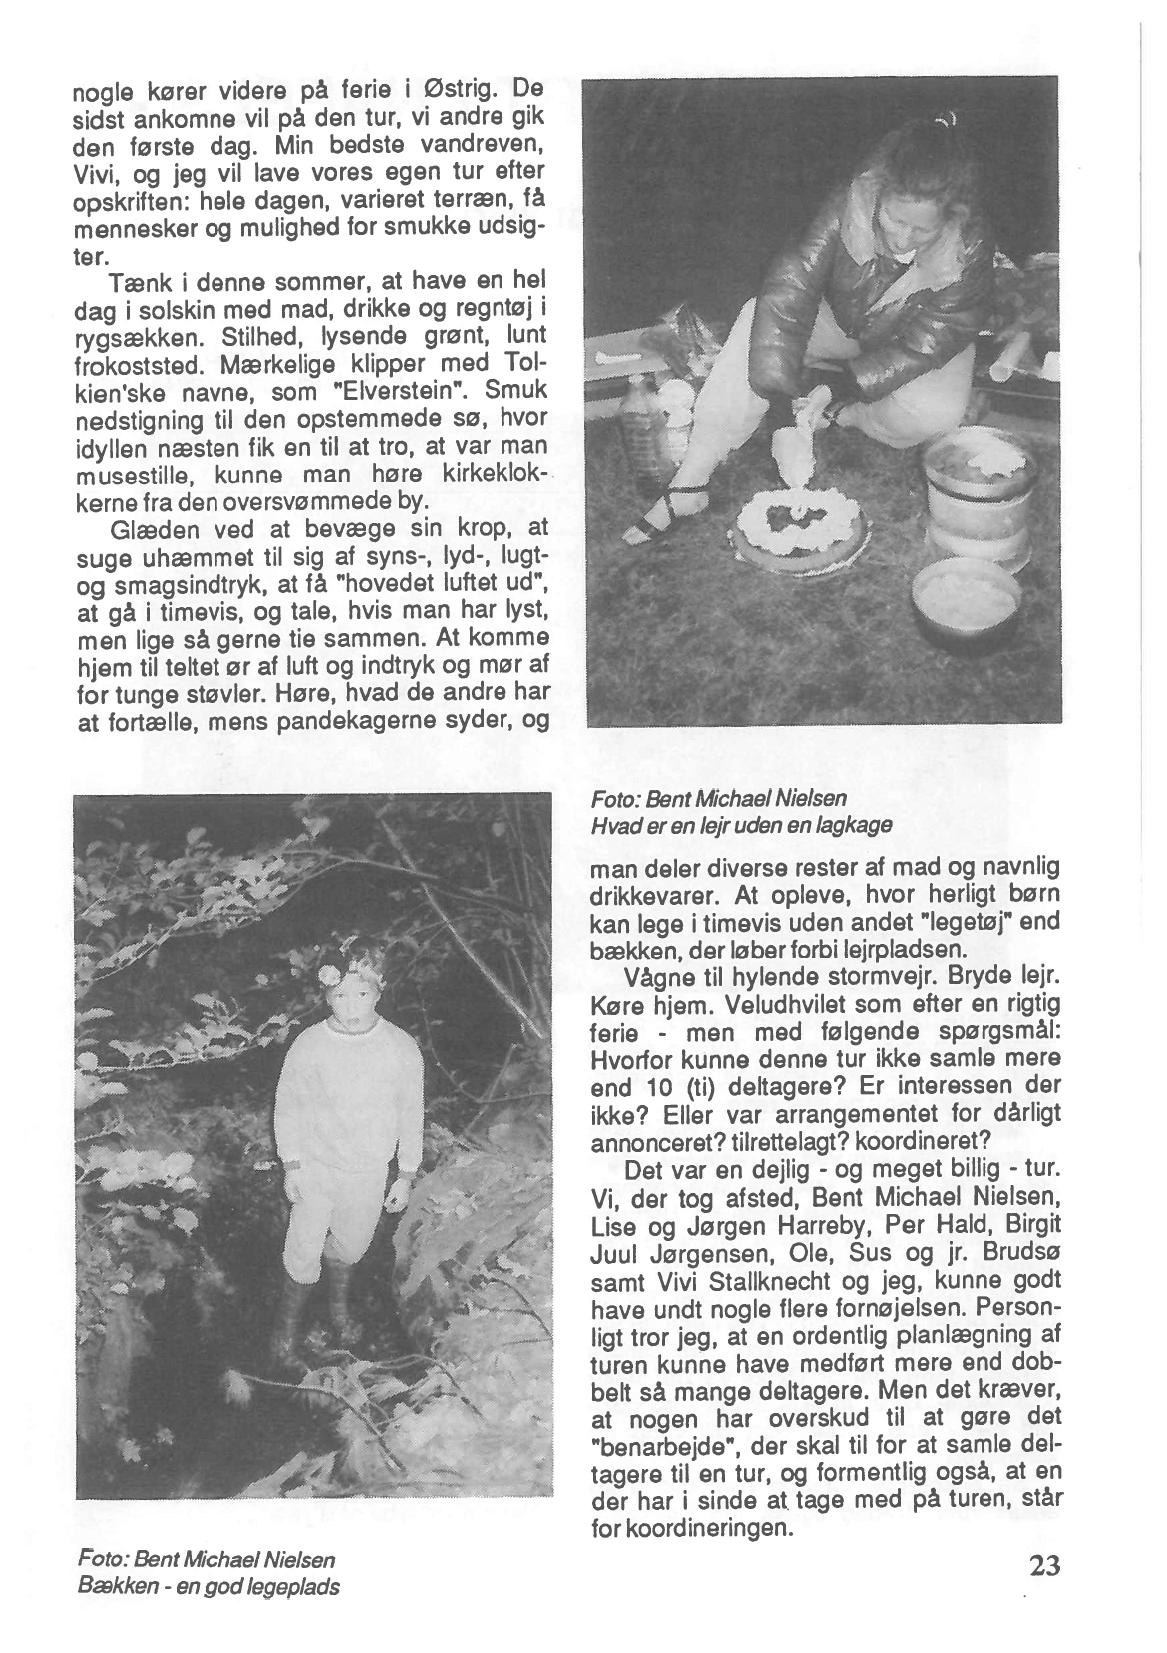 nogle kører videre på ferie i Østrig. De
sidst ankomne vil på den tur, vi andre gik
den første dag. Min bedste vandreven,
Vivi, og jeg vil lave vores egen tur efter
opskriften: hele dagen, varieret terræn, få
mennesker og mulighed for smukke udsig-
ter.
Tænk i denne sommer, at have en hel
dag i solskin med mad, drikke og regntøj i
rygsækken. Stilhed, lysende grønt, lunt
frokoststed. Mærkelige klipper med Tol-
kien'ske navne, som "Elverstein". Smuk
nedstigning til den opstemmede sø, hvor
idyllen næsten fik en til at tro, at var man
musestille, kunne man høre kirkeklok-
kerne fra den oversvømmede by.
Glæden ved at bevæge sin krop, at
suge uhæmmet til sig af syns-, lyd-, lugt-
og smagsindtryk, at få "hovedet luftet ud",
at gå i timevis, og tale, hvis man har lyst,
men lige så gerne tie sammen. At komme
hjem til teltet ør af luft og indtryk og mør af
for tunge støvler. Høre, hvad de andre har
at fortælle, mens pandekagerne syder, og
Foto: Bent Michael Nielsen
Hvad er en lejr uden en lagkage
man deler diverse rester af mad og navnlig
drikkevarer. At opleve, hvor herligt børn
kan lege i timevis uden andet "legetøj" end
bækken, der løber forbi lejrpladsen.
Vågne til hylende stormvejr. Bryde lejr.
Køre hjem. Veludhvilet som efter en rigtig
ferie - men med følgende spørgsmål:
Hvorfor kunne denne tur ikke samle mere
end 10 (ti) deltagere? Er interessen der
ikke? Eller var arrangementet for dårligt
annonceret? tilrettelagt? koordineret?
Det var en dejlig - og meget billig - tur.
Vi, der tog afsted, Bent Michael Nielsen,
Lise og Jørgen Harreby, Per Hald, Birgit
Juul Jørgensen, Ole, Sus og jr. Brudsø
samt Vivi Stallknecht og jeg, kunne godt
have undt nogle flere fornøjelsen. Person-
ligt tror jeg, at en ordentlig planlægning af
turen kunne have medført mere end dob-
belt så mange deltagere. Men det kræver,
at nogen har overskud til at gøre det
"benarbejde", der skal til for at samle del-
tagere til en tur, og formentlig også, at en
der har i sinde at tage med på turen, står
for koordineringen.
Foto: Bent Michael Nielsen
Bækken - en god legeplads
23